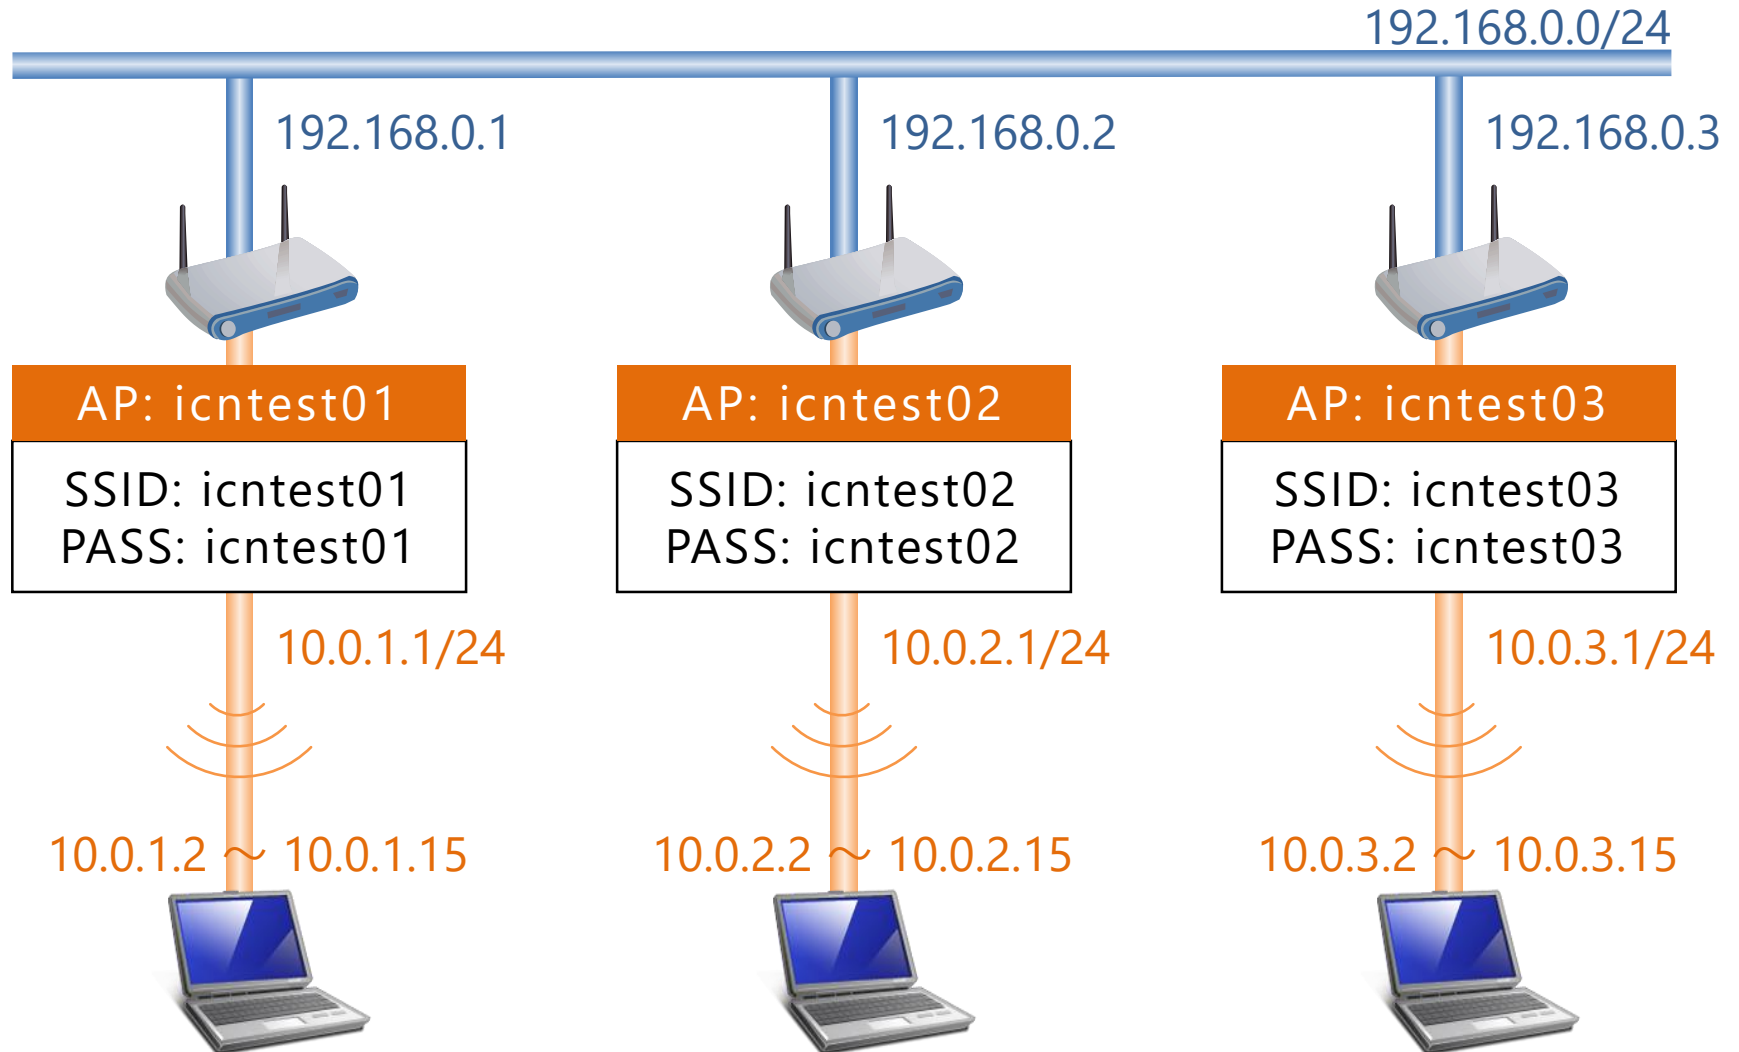 192.168.0.0/24
192.168.0.1
192.168.0.2
192.168.0.3
AP: icntest01
SSID: icntest01
PASS: icntest01
AP: icntest02
SSID: icntest02
PASS: icntest02
AP: icntest03
SSID: icntest03
PASS: icntest03
10.0.1.1/24
10.0.2.1/24
10.0.3.1/24
10.0.1.2 ~ 10.0.1.15
10.0.2.2 ~ 10.0.2.15
10.0.3.2 ~ 10.0.3.15